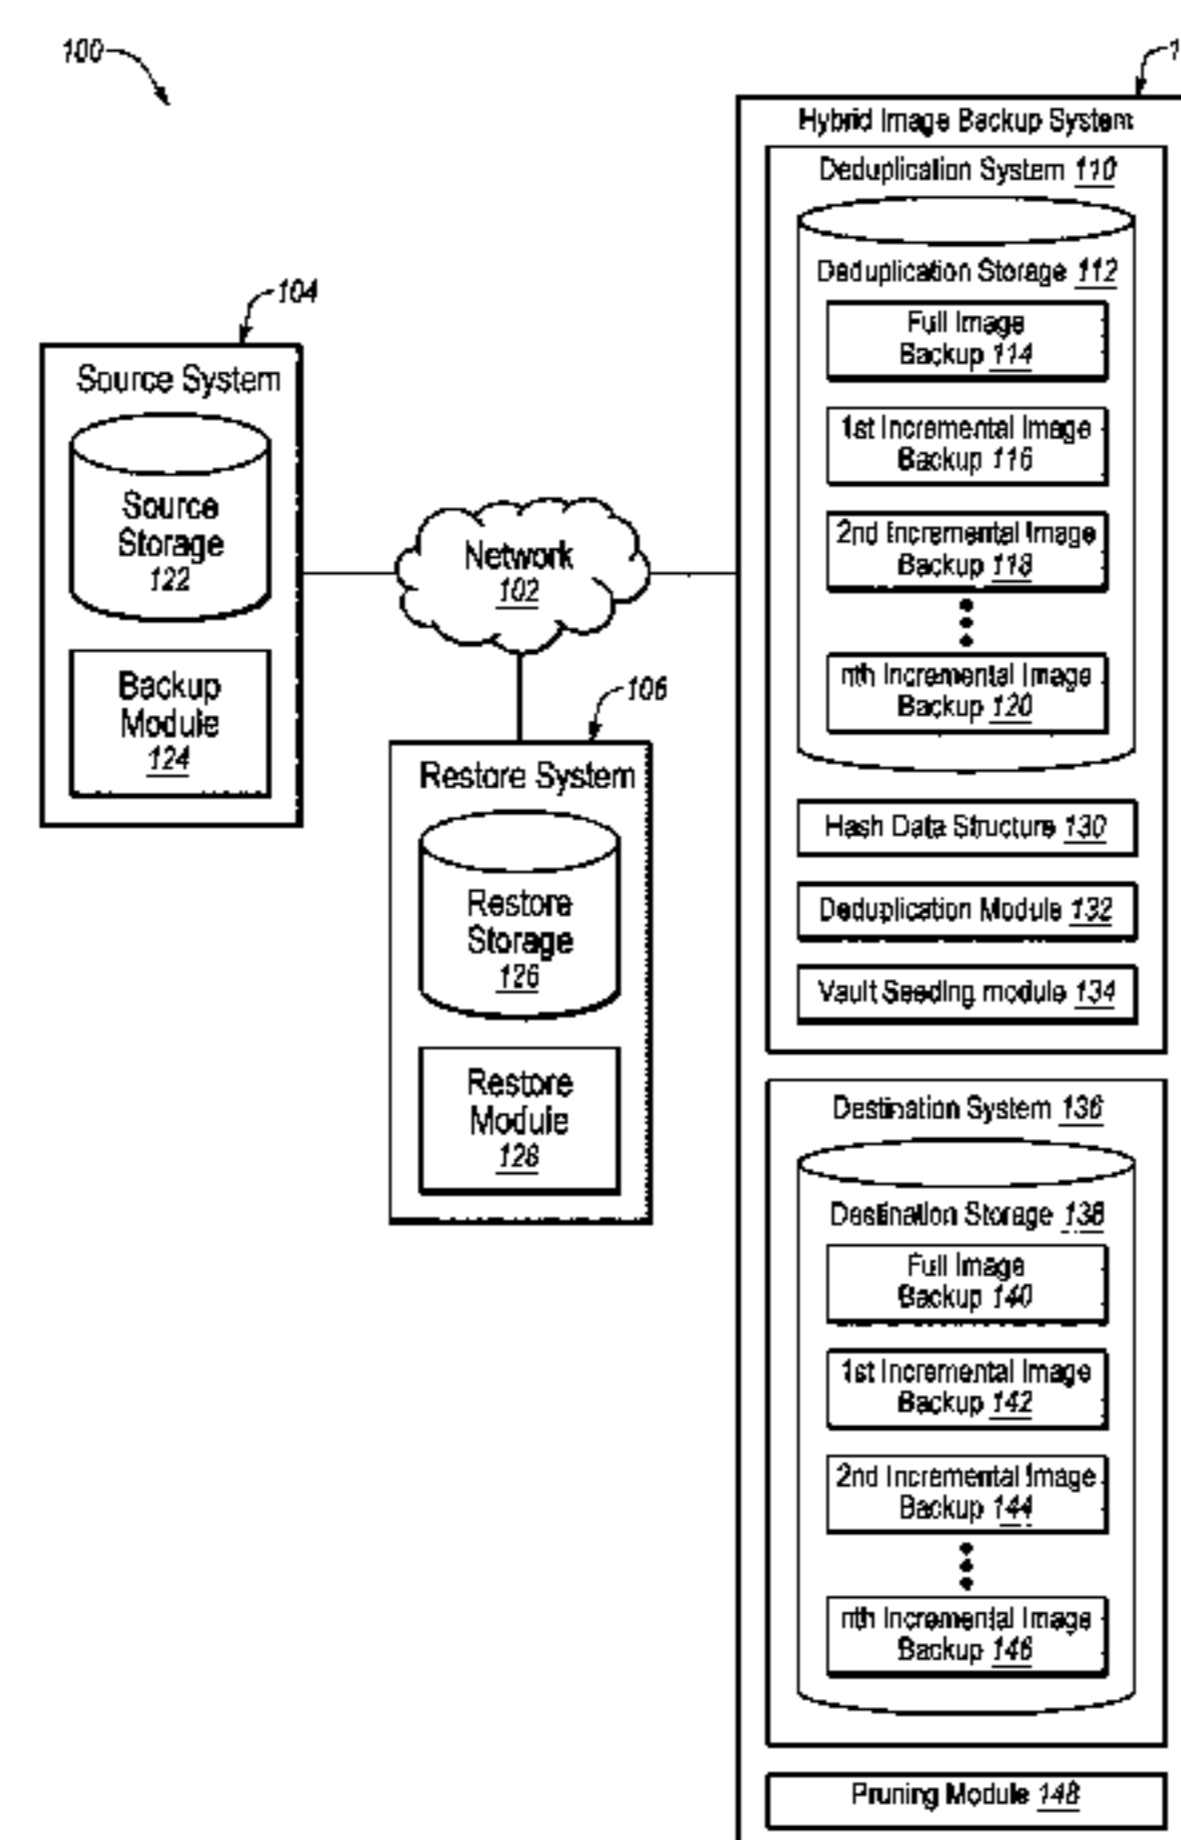 100
1
Hybrid Image Backup System
Deduplication System 110
Deduplication Storage 112
Full Image
Backup 114
1st Incremental Image
Backup 116
2nd Incremental Image
Backup 118
nth Incremental Image
Backup 120
Hash Data Structure 130
Deduplication Module 132
Vault Seeding module 134
104
Source System
Source
Storage
122
Backup
Module
124
Network
102
106
Restore System
Restore
Storage
126
Restore
Module
128
Destination System 136
Destination Storage 138
Full Image
Backup 140
1st Incremental Image
Backup 142
2nd Incremental Image
Backup 144
nth Incremental Image
Backup 146
Pruning Module 148